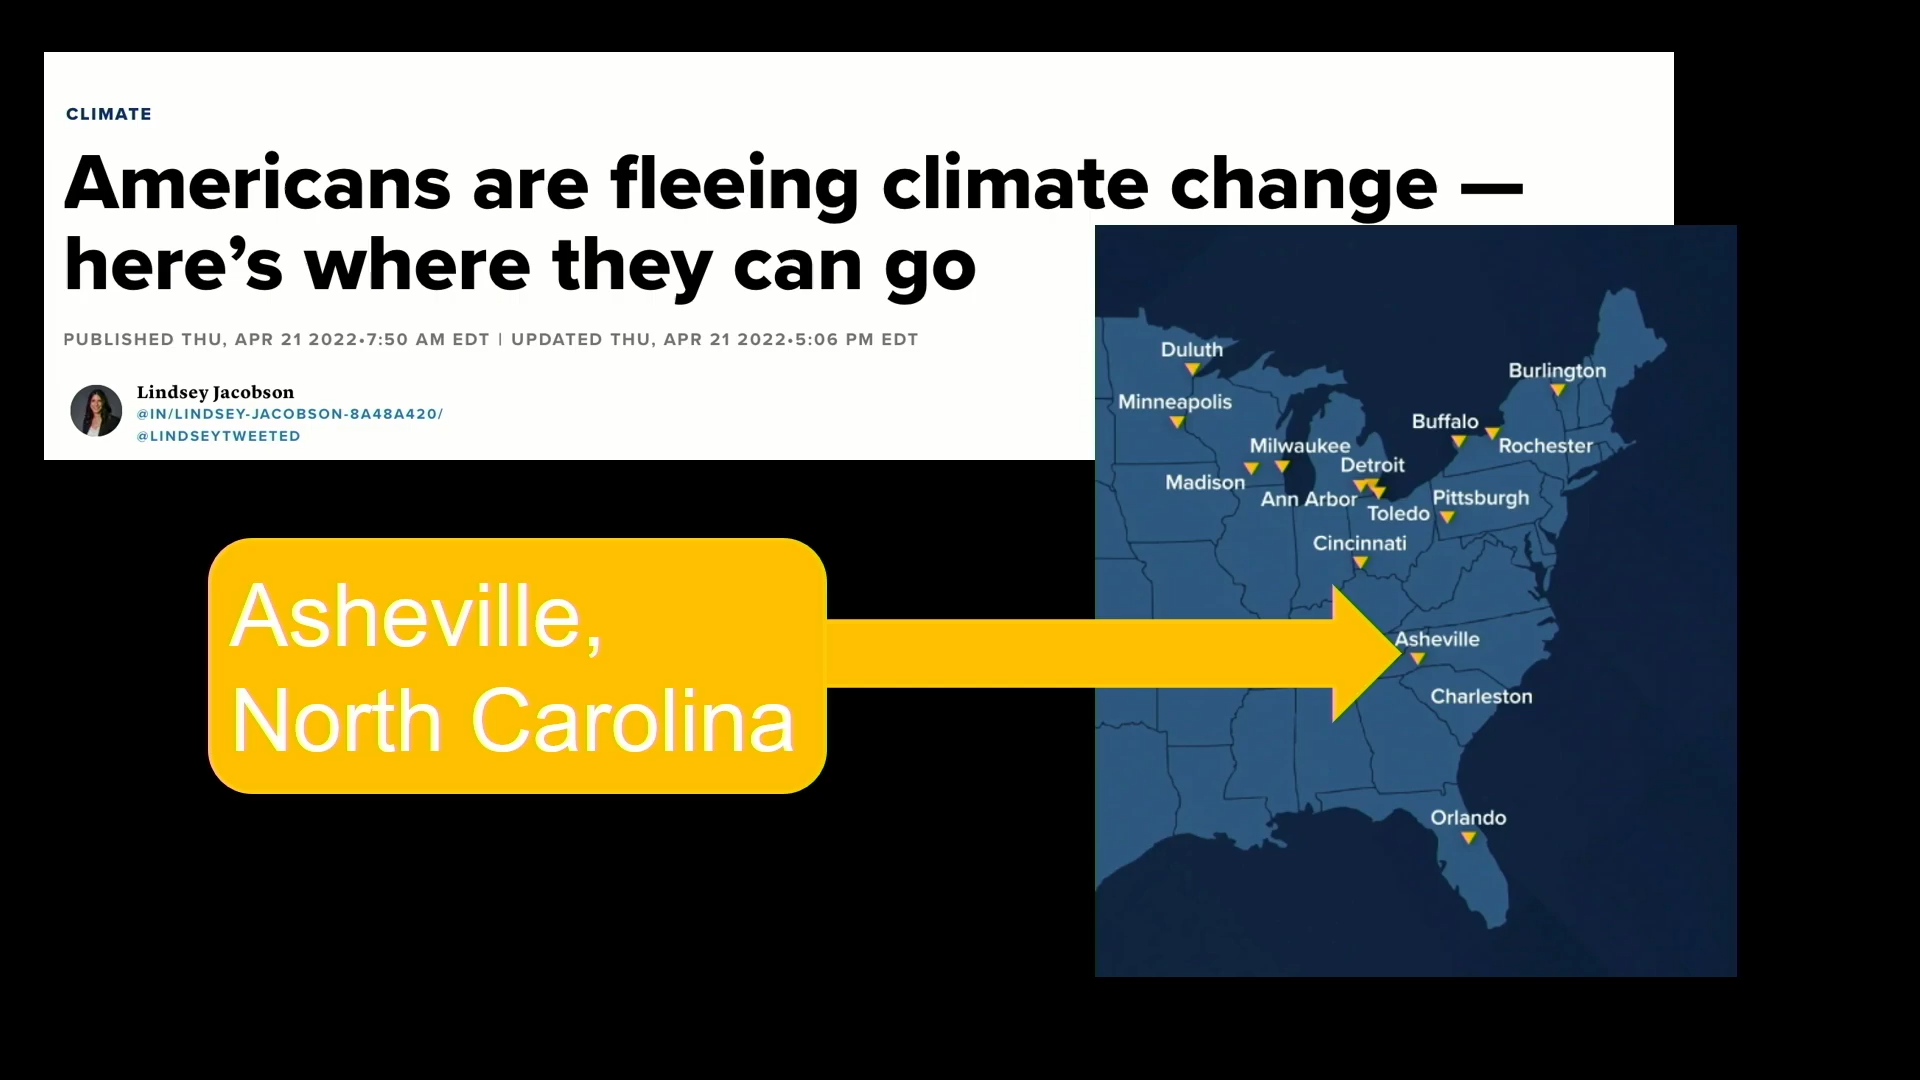 CLIMATE
Americans are fleeing climate change —
here’s where they can go
PUBLISHED THU, APR 21 2022•7:50 AM EDT | UPDATED THU, APR 21 2022•5:06 PM EDT
Lindsey Jacobson
@IN/LINDSEY-JACOBSON-8A48A420/
@LINDSEYTWEETED
Asheville,
North Carolina
Duluth
Burlington
Minneapolis
Buffalo
Milwaukee
Rochester
Detroit
Madison
Ann Arbor
Pittsburgh
Toledo
Cincinnati
Asheville
Charleston
Orlando